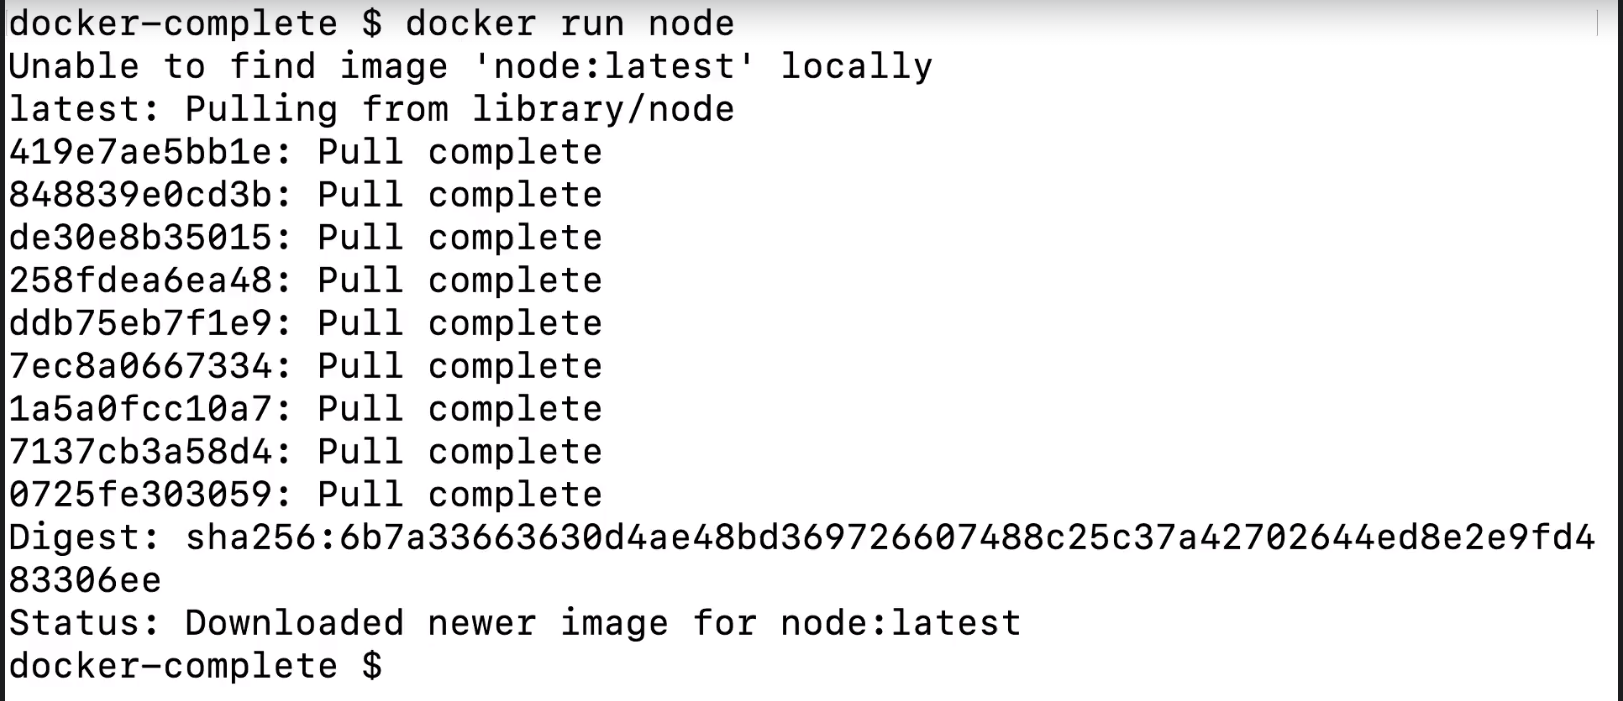 docker-complete $ docker run node
Unable to find image 'node:latest' locally
latest: Pulling from library/node
419e7ae5bb1e: Pull complete
848839e0cd3b: Pull complete
de30e8b35015: Pull complete
258fdea6ea48: Pull complete
ddb75eb7f1e9: Pull complete
7ec8a0667334: Pull complete
1a5a0fcc10a7: Pull complete
7137cb3a58d4: Pull complete
0725fe303059: Pull complete
Digest: sha256:6b7a33663630d4ae48bd369726607488c25c37a42702644ed8e2e9fd4
83306ee
Status: Downloaded newer image for node:latest
docker-complete $